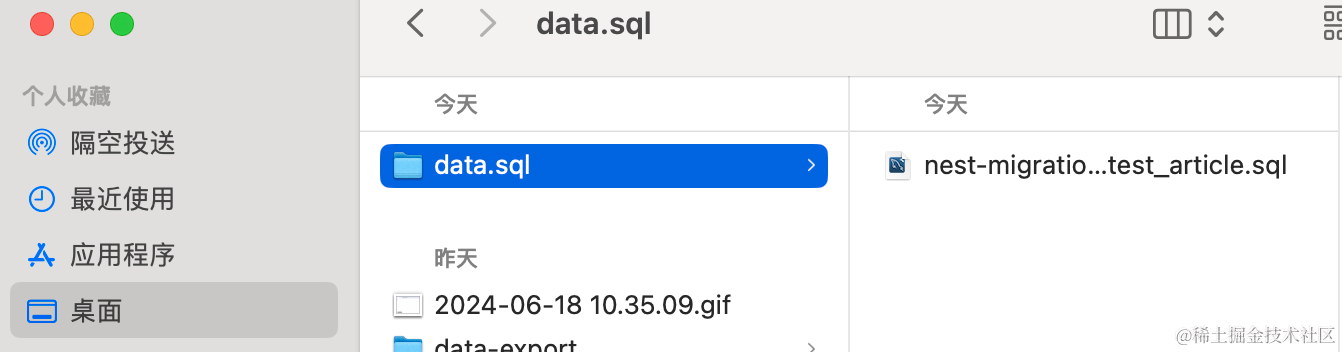 data.sql
个人收藏
隔空投送
最近使用
应用程序
桌面
今天
data.sql
昨天
2024-06-18 10.35.09.gif
data-export
今天
nest-migratio...test_article.sql
@稀土掘金技术社区